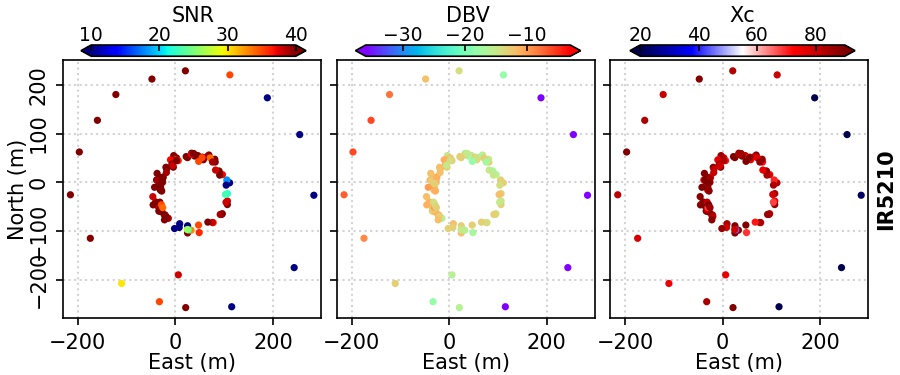 SNR DBV Xc
10 20 30 40 −30 −20 −10 20 40 60 80
200
100
0
−100
−200
North (m)
IR5210
−200 0 200 −200 0 200 −200 0 200
East (m) East (m) East (m)